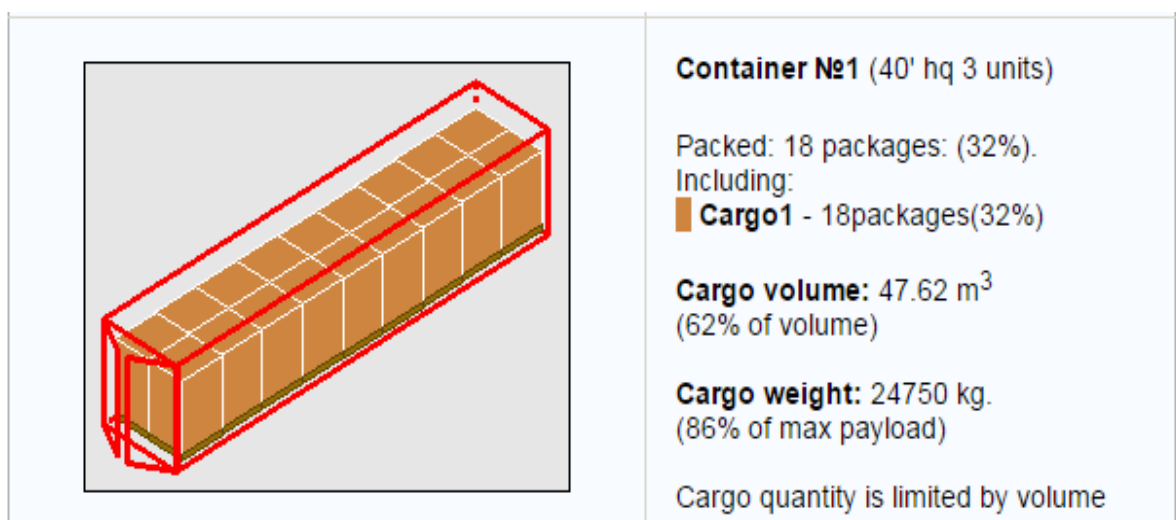 Container №1 (40' hq 3 units)
Packed: 18 packages: (32%).
Including:
Cargo1 - 18packages(32%)
Cargo volume: 47.62 m³
(62% of volume)
Cargo weight: 24750 kg.
(86% of max payload)
Cargo quantity is limited by volume